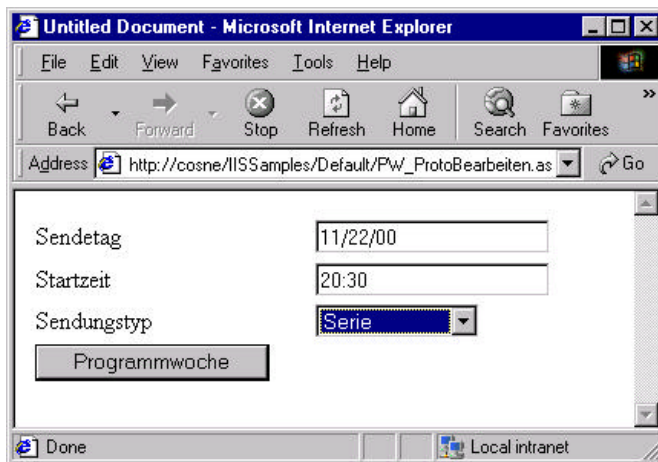 Untitled Document - Microsoft Internet Explorer
File Edit View Favorites Tools Help
Back Forward Stop Refresh Home Search Favorites »
Address http://cosne/IISSamples/Default/PW_ProtoBearbeiten.as Go
Sendetag 11/22/00
Startzeit 20:30
Sendungstyp Serie
Programmwoche
Done Local intranet